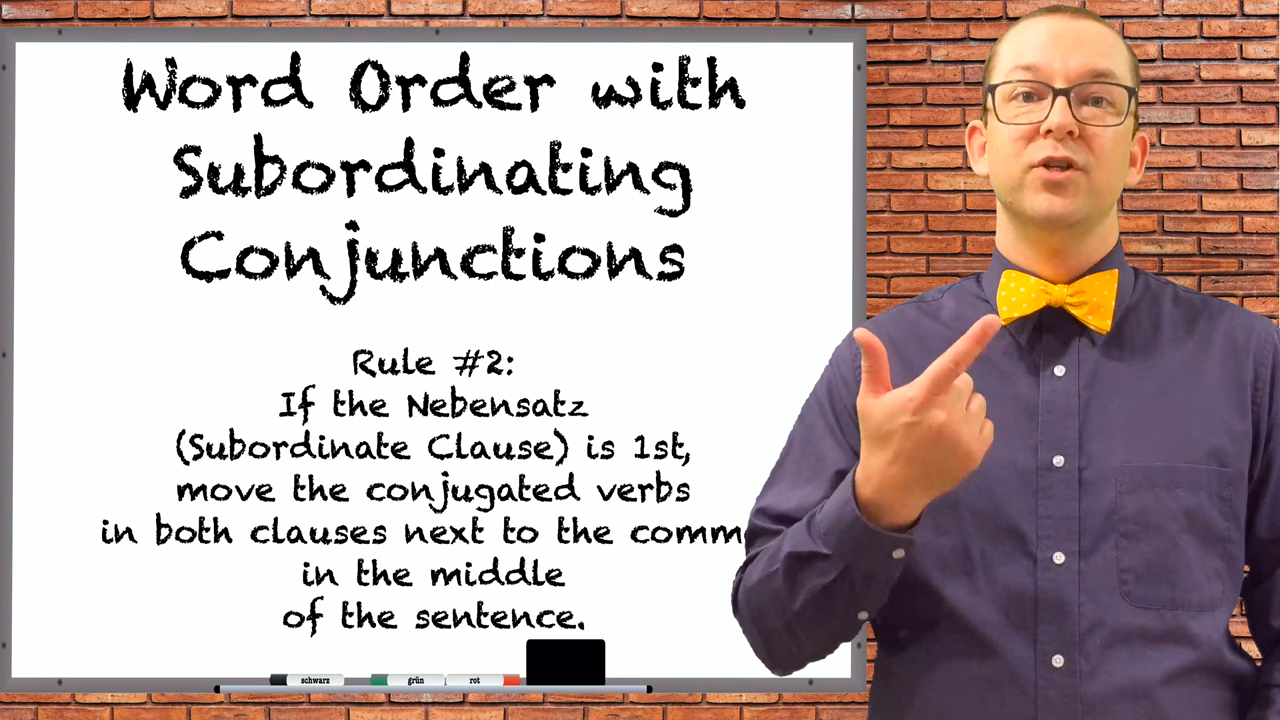 Word Order with
Subordinating
Conjunctions
Rule #2:
If the Nebensatz
(Subordinate Clause) is 1st,
move the conjugated verbs
in both clauses next to the
in the middle
of the sentence.
schwarz
grün
rot